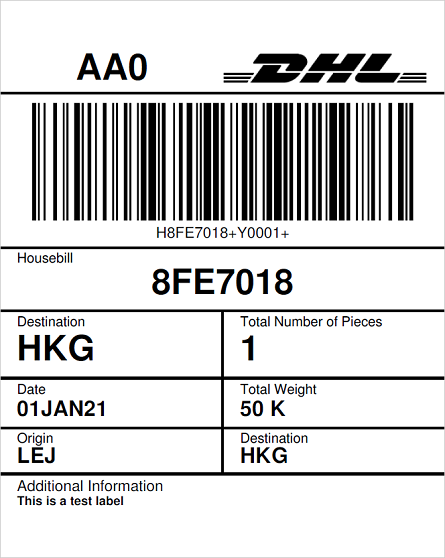 AA0 DHL
H8FE7018+Y0001+
Housebill
8FE7018
Destination
HKG
Total Number of Pieces
1
Date
01JAN21
Total Weight
50 K
Origin
LEJ
Destination
HKG
Additional Information
This is a test label